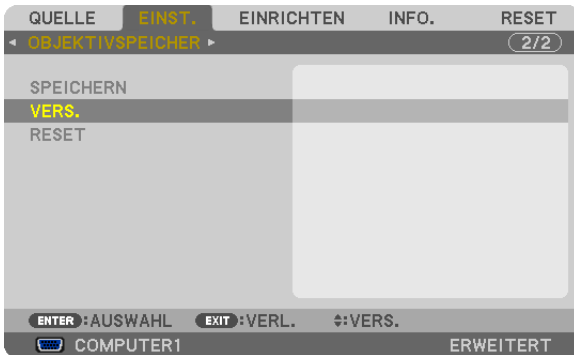 QUELLE EINST. EINRICHTEN INFO. RESET
◂ OBJEKTIVSPEICHER ▸ 2/2
SPEICHERN
VERS.
RESET
ENTER :AUSWAHL EXIT :VERL. ♦:VERS.
COMPUTER1 ERWEITERT